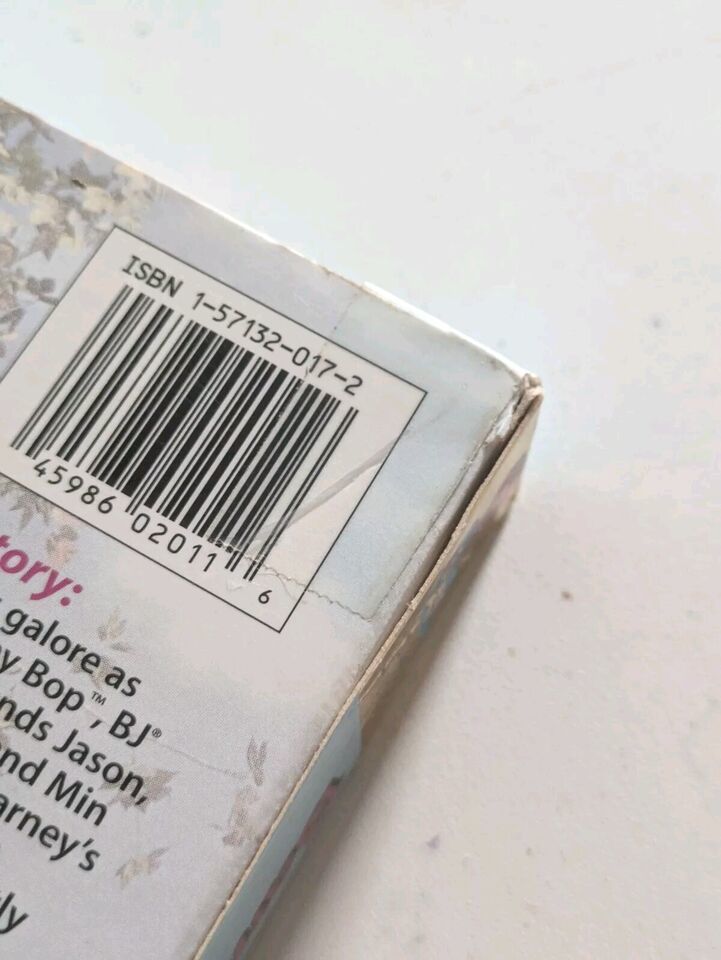 ISBN 1-57132-017-2
45986 02011 6
tory:
galore as
y Bop™, BJ®
nds Jason,
nd Min
arney's
ly